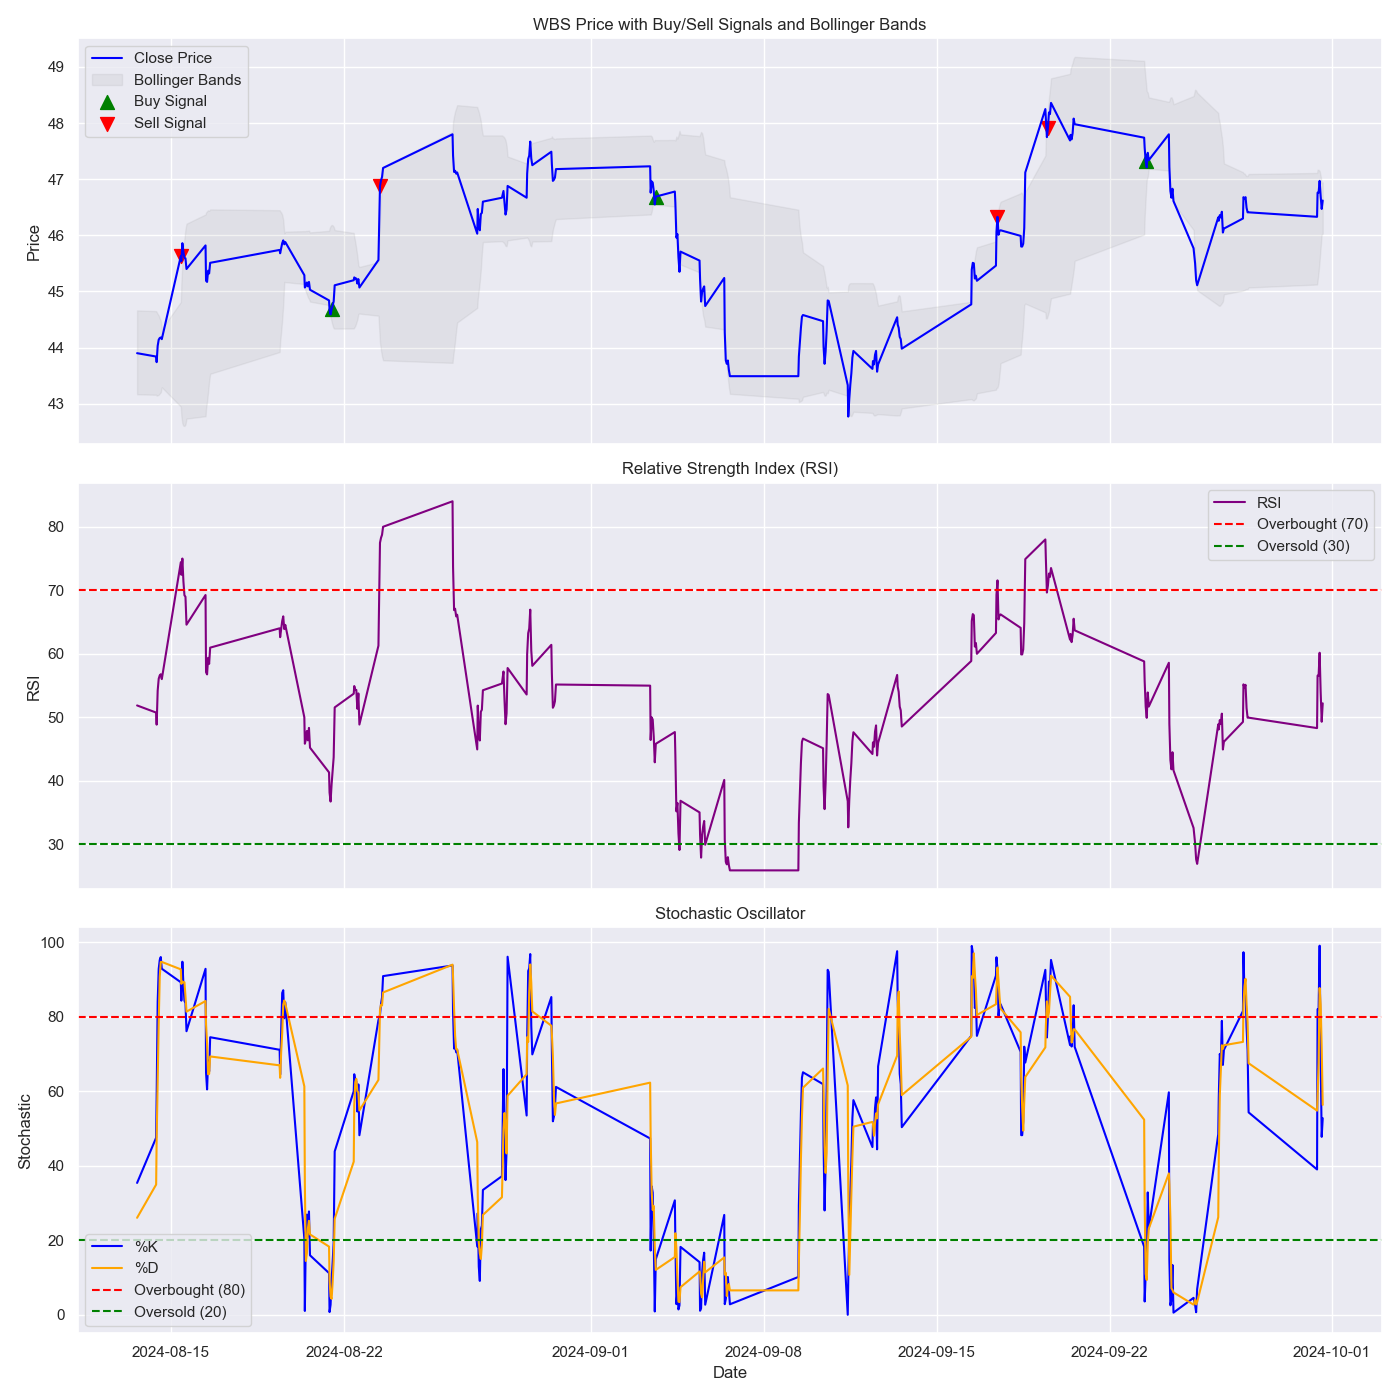 WBS Price with Buy/Sell Signals and Bollinger Bands
Close Price
Bollinger Bands
Buy Signal
Sell Signal
49
48
47
46
45
44
43
Price
Relative Strength Index (RSI)
RSI
Overbought (70)
Oversold (30)
80
70
60
50
40
30
RSI
Stochastic Oscillator
100
80
60
40
20
0
Stochastic
%K
%D
Overbought (80)
Oversold (20)
2024-08-15
2024-08-22
2024-09-01
2024-09-08
2024-09-15
2024-09-22
2024-10-01
Date